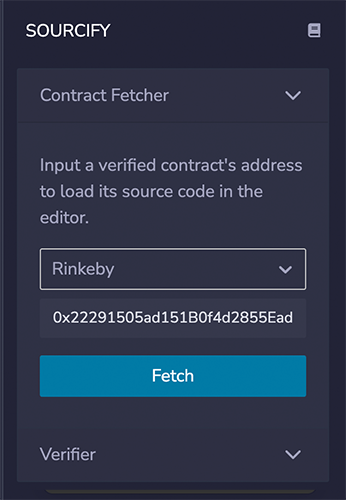 SOURCIFY
Contract Fetcher
Input a verified contract's address
to load its source code in the
editor.
Rinkeby
0x22291505ad151B0f4d2855Ead
Fetch
Verifier